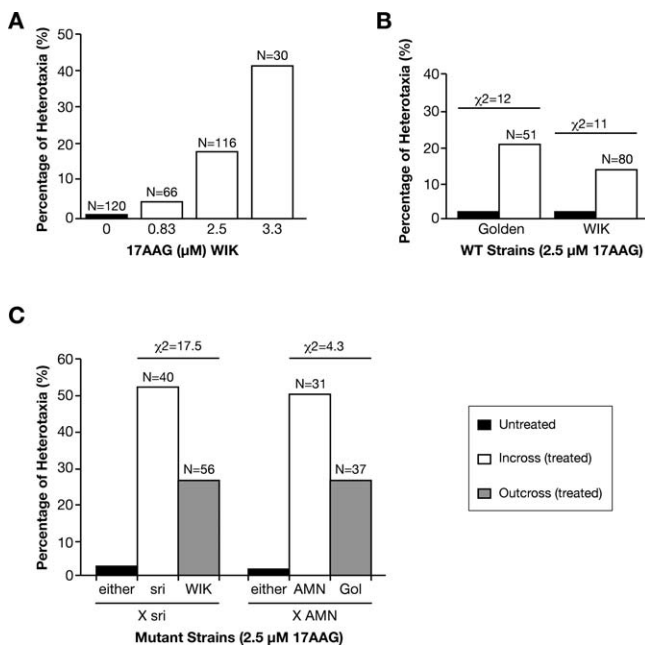 A
Percentage of Heterotaxia (%)
50
40
30
20
10
0
N=120
N=66
N=116
N=30
0 0.83 2.5 3.3
17AAG (μM) WIK
B
Percentage of Heterotaxia (%)
40
30
20
10
0
χ2=12
N=51
χ2=11
N=80
Golden WIK
WT Strains (2.5 μM 17AAG)
C
Percentage of Heterotaxia (%)
60
50
40
30
20
10
0
χ2=17.5
N=40
N=56
χ2=4.3
N=31
N=37
either sri WIK either AMN Gol
X sri X AMN
Mutant Strains (2.5 μM 17AAG)
Untreated
Incross (treated)
Outcross (treated)